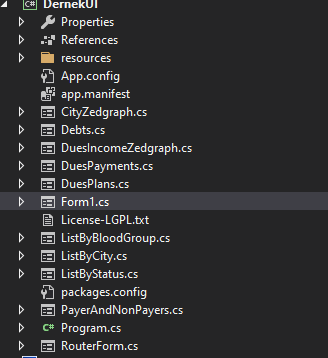 C# DernekUI
Properties
References
resources
App.config
app.manifest
CityZedgraph.cs
Debts.cs
DuesIncomeZedgraph.cs
DuesPayments.cs
DuesPlans.cs
Form1.cs
License-LGPL.txt
ListByBloodGroup.cs
ListByCity.cs
ListByStatus.cs
packages.config
PayerAndNonPayers.cs
C# Program.cs
RouterForm.cs